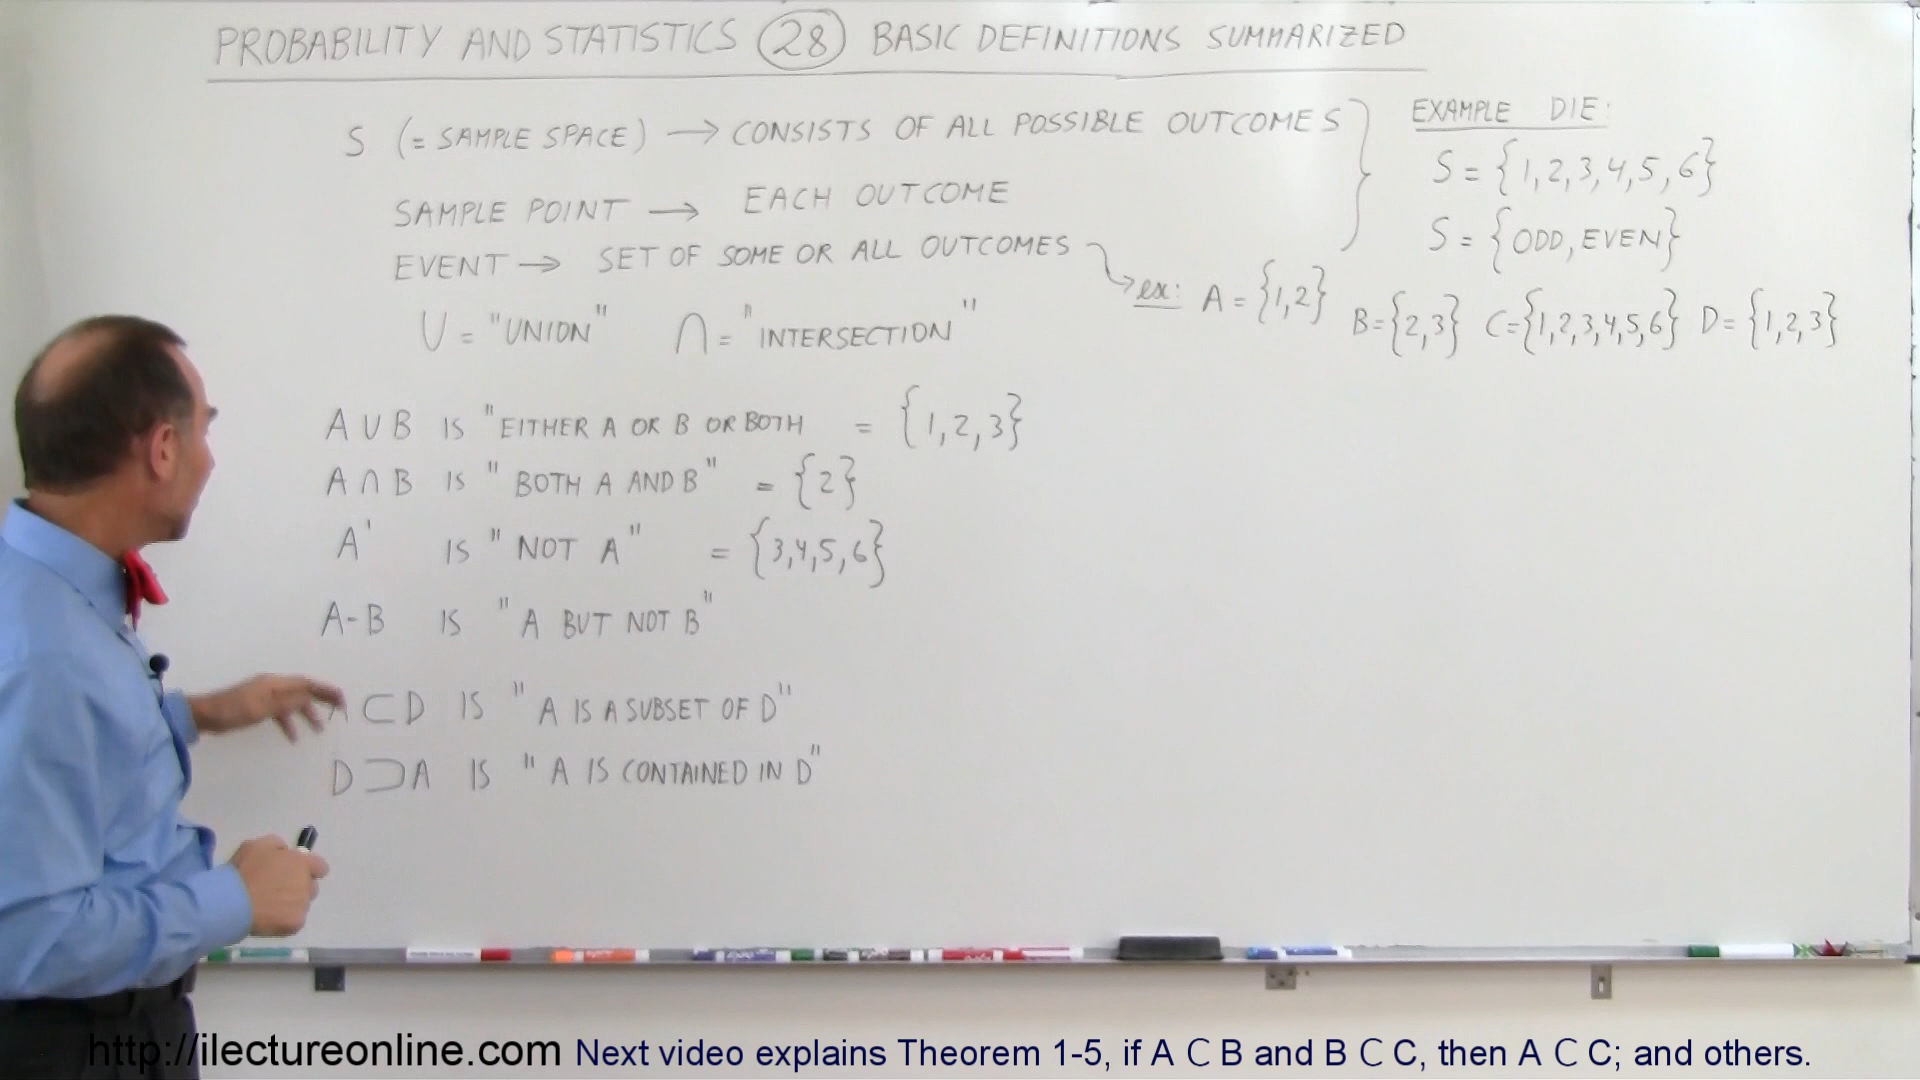 PROBABILITY AND STATISTICS 28 BASIC DEFINITIONS SUMMARIZED
S (= SAMPLE SPACE) → CONSISTS OF ALL POSSIBLE OUTCOMES
EXAMPLE DIE:
S = {1,2,3,4,5,6}
SAMPLE POINT → EACH OUTCOME
S = {ODD, EVEN}
EVENT → SET OF SOME OR ALL OUTCOMES
ex: A = {1,2} B={2,3} C={1,2,3,4,5,6} D= {1,2,3}
U = "UNION" ∩ = "INTERSECTION"
A ∪ B IS "EITHER A OR B OR BOTH = {1,2,3}
A ∩ B IS "BOTH A AND B" = {2}
A' IS "NOT A" = {3,4,5,6}
A-B IS "A BUT NOT B"
A ⊂ D IS "A IS A SUBSET OF D"
D ⊃ A IS "A IS CONTAINED IN D"
http://ilectureonline.com Next video explains Theorem 1-5, if A ⊂ B and B ⊂ C, then A ⊂ C; and others.